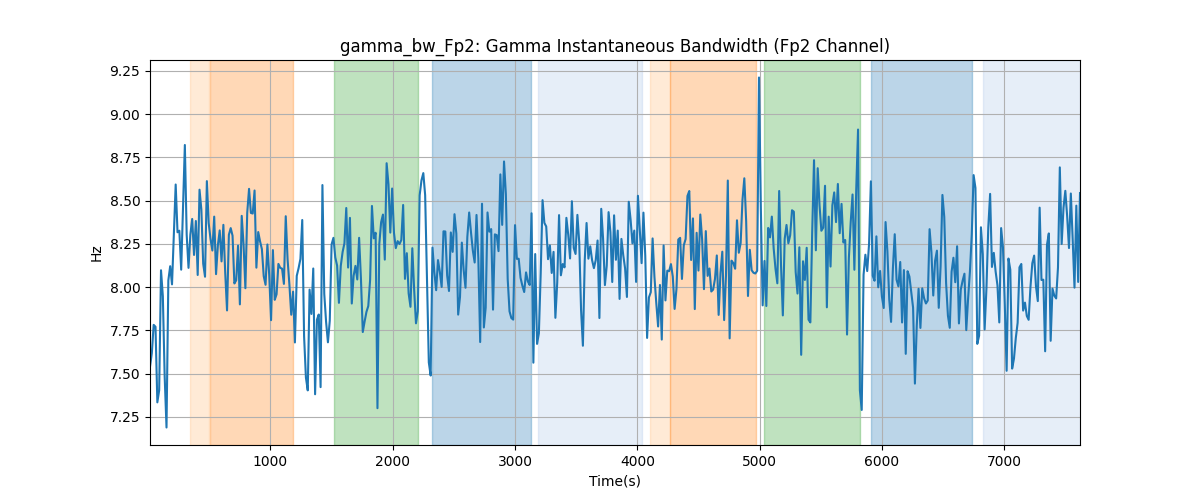 gamma_bw_Fp2: Gamma Instantaneous Bandwidth (Fp2 Channel)
9.25
9.00
8.75
8.50
8.25
8.00
7.75
7.50
7.25
Hz
1000 2000 3000 4000 5000 6000 7000
Time(s)